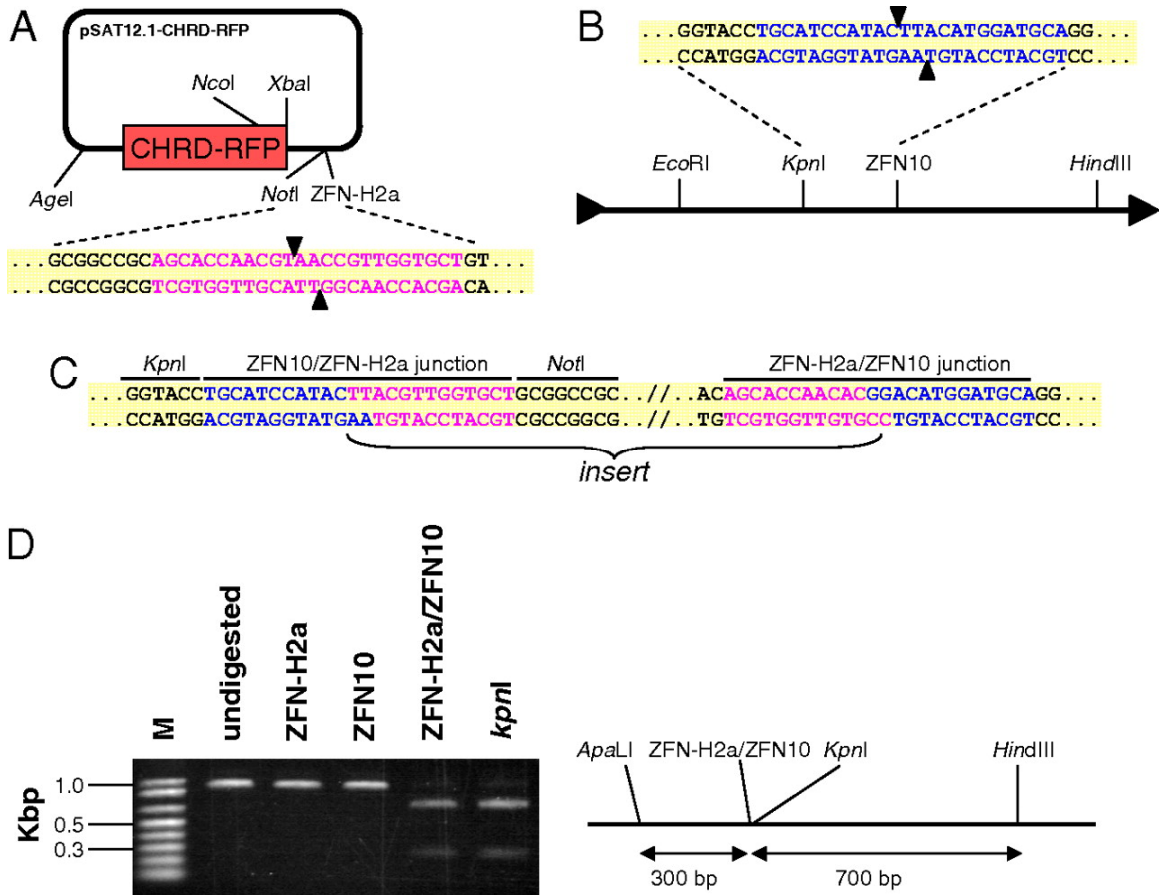 A
pSAT12.1-CHRD-RFP
NcoI XbaI
CHRD-RFP
AgeI
NotI ZFN-H2a
...GCGGCCGCAGCACCAACGTAACCGTTGGTGCTGT...
...CGCCGGCGTCGTGGTTGCATTGGCAACCACGACA...
B
...GGTACCTGCATCCATACTTACATGGATGCAGG...
...CCATGGACGTAGGTATGAATGTACCTACGTCC...
EcoRI KpnI ZFN10 HindIII
C
KpnI ZFN10/ZFN-H2a junction NotI ZFN-H2a/ZFN10 junction
...GGTACCTGCATCCATACTTACGTTGGTGCTGCGGCCGC..//.. ACAGCACCAACACGGACATGGATGCAGG...
...CCATGGACGTAGGTATGAATGTACCTACGTCGCCGGCG..//.. TGTCGTGGTTGTGCCTGTACCTACGTCC...
insert
D
M
undigested
ZFN-H2a
ZFN10
ZFN-H2a/ZFN10
kpnI
Kbp
1.0
0.5
0.3
ApaLI ZFN-H2a/ZFN10 KpnI HindIII
300 bp 700 bp